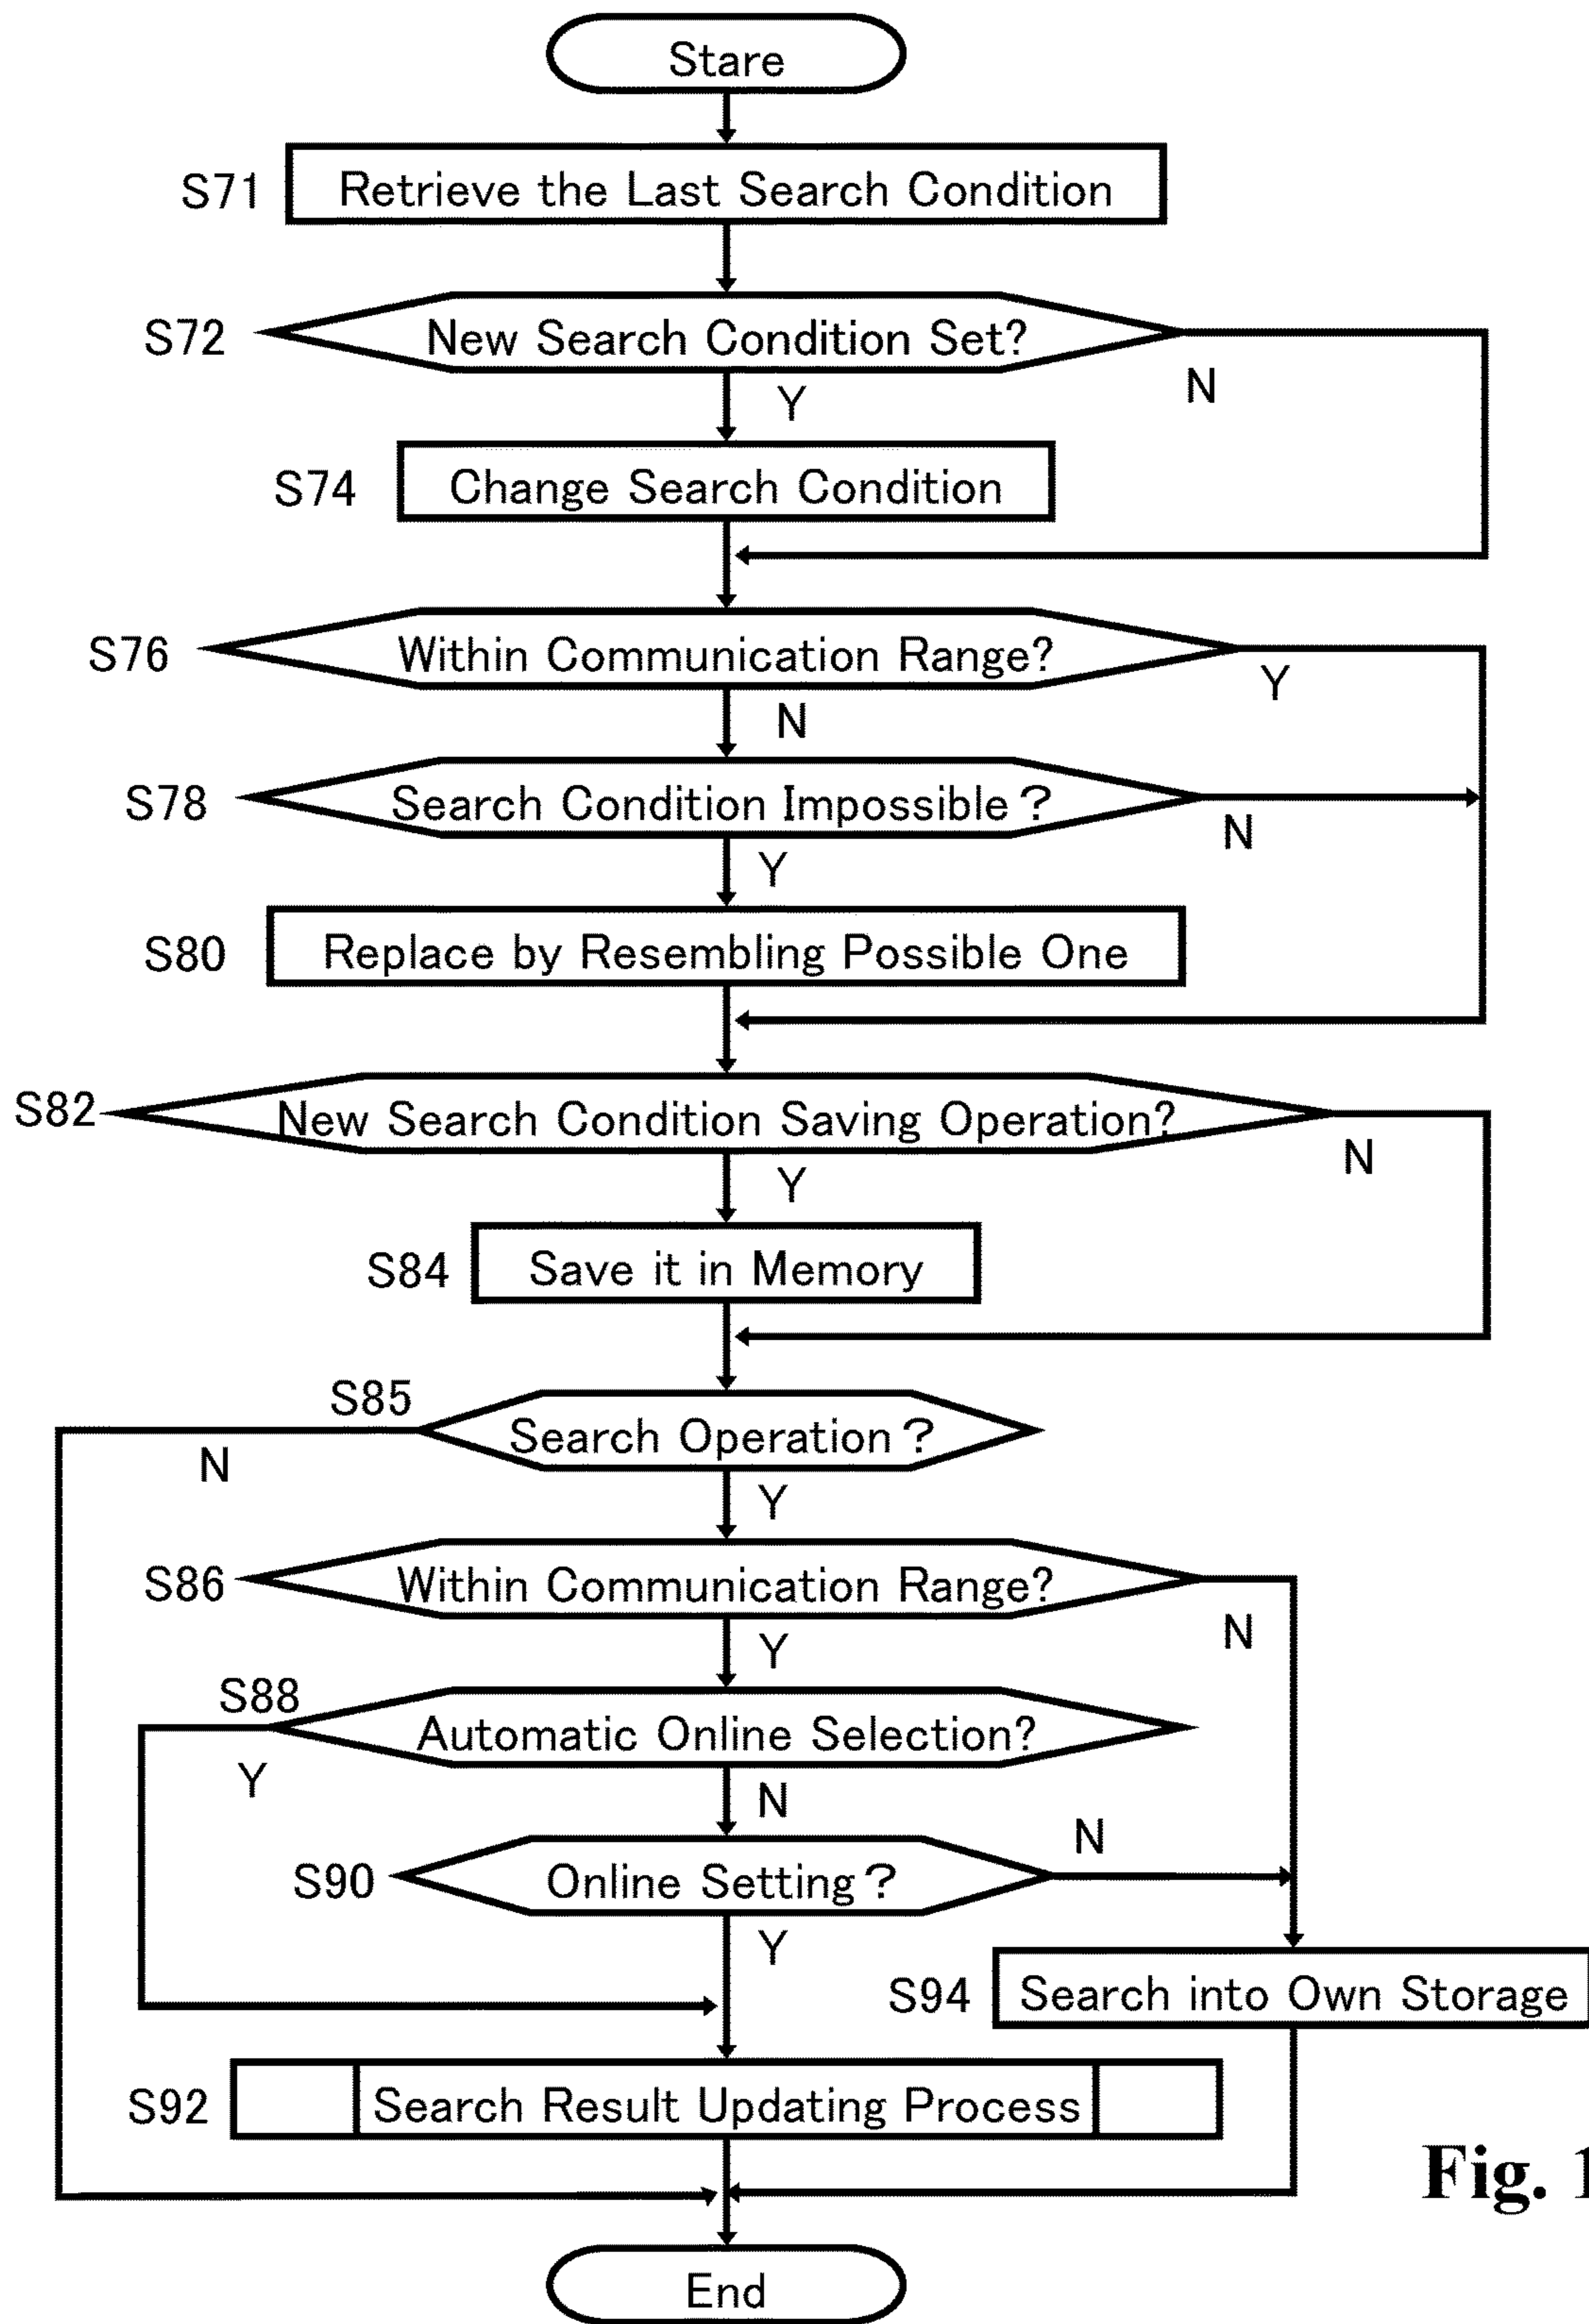 Stare
S71
Retrieve the Last Search Condition
S72
New Search Condition Set?
N
Y
S74
Change Search Condition
S76
Within Communication Range?
Y
N
S78
Search Condition Impossible?
N
Y
S80
Replace by Resembling Possible One
S82
New Search Condition Saving Operation?
N
Y
S84
Save it in Memory
S85
Search Operation?
N
Y
S86
Within Communication Range?
N
Y
S88
Automatic Online Selection?
Y
N
N
S90
Online Setting?
Y
S94
Search into Own Storage
S92
Search Result Updating Process
Fig. 1
End